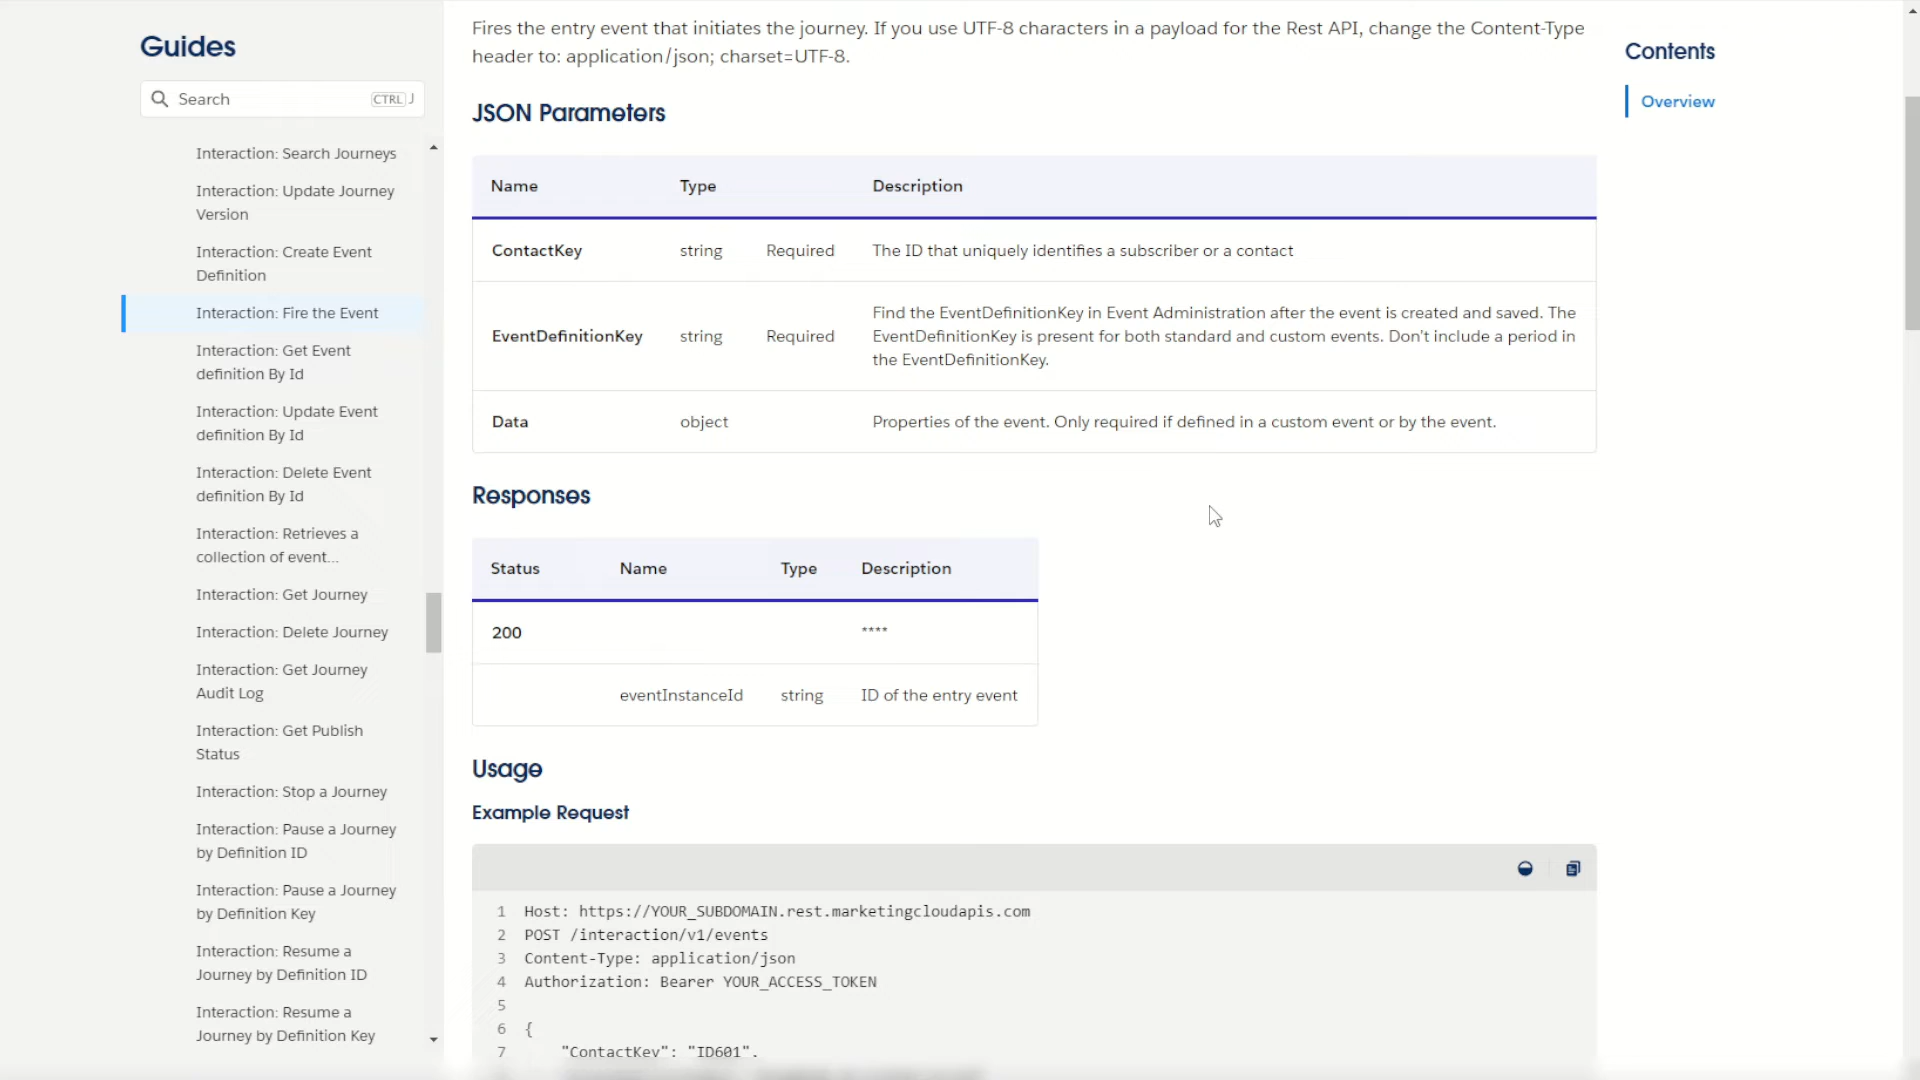 Guides
Search CTRL J
Interaction: Search Journeys
Interaction: Update Journey
Version
Interaction: Create Event
Definition
Interaction: Fire the Event
Interaction: Get Event
definition By Id
Interaction: Update Event
definition By Id
Interaction: Delete Event
definition By Id
Interaction: Retrieves a
collection of event...
Interaction: Get Journey
Interaction: Delete Journey
Interaction: Get Journey
Audit Log
Interaction: Get Publish
Status
Interaction: Stop a Journey
Interaction: Pause a Journey
by Definition ID
Interaction: Pause a Journey
by Definition Key
Interaction: Resume a
Journey by Definition ID
Interaction: Resume a
Journey by Definition Key
Fires the entry event that initiates the journey. If you use UTF-8 characters in a payload for the Rest API, change the Content-Type
header to: application/json; charset=UTF-8.
JSON Parameters
Name Type Description
ContactKey string Required The ID that uniquely identifies a subscriber or a contact
EventDefinitionKey string Required Find the EventDefinitionKey in Event Administration after the event is created and saved. The
EventDefinitionKey is present for both standard and custom events. Don't include a period in
the EventDefinitionKey.
Data object Properties of the event. Only required if defined in a custom event or by the event.
Responses
Status Name Type Description
200 ****
eventInstanceId string ID of the entry event
Usage
Example Request
1 Host: https://YOUR_SUBDOMAIN.rest.marketingcloudapis.com
2 POST /interaction/v1/events
3 Content-Type: application/json
4 Authorization: Bearer YOUR_ACCESS_TOKEN
5
6 {
7 "ContactKey": "ID601",
Contents
Overview